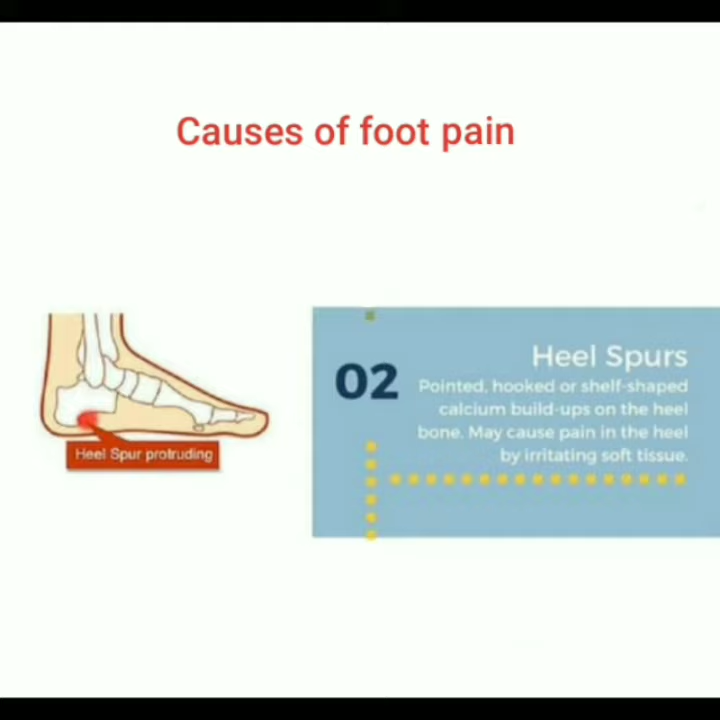 Causes of foot pain
Heel Spur protruding
02
Heel Spurs
Pointed, hooked or shelf-shaped
calcium build-ups on the heel
bone. May cause pain in the heel
by irritating soft tissue.